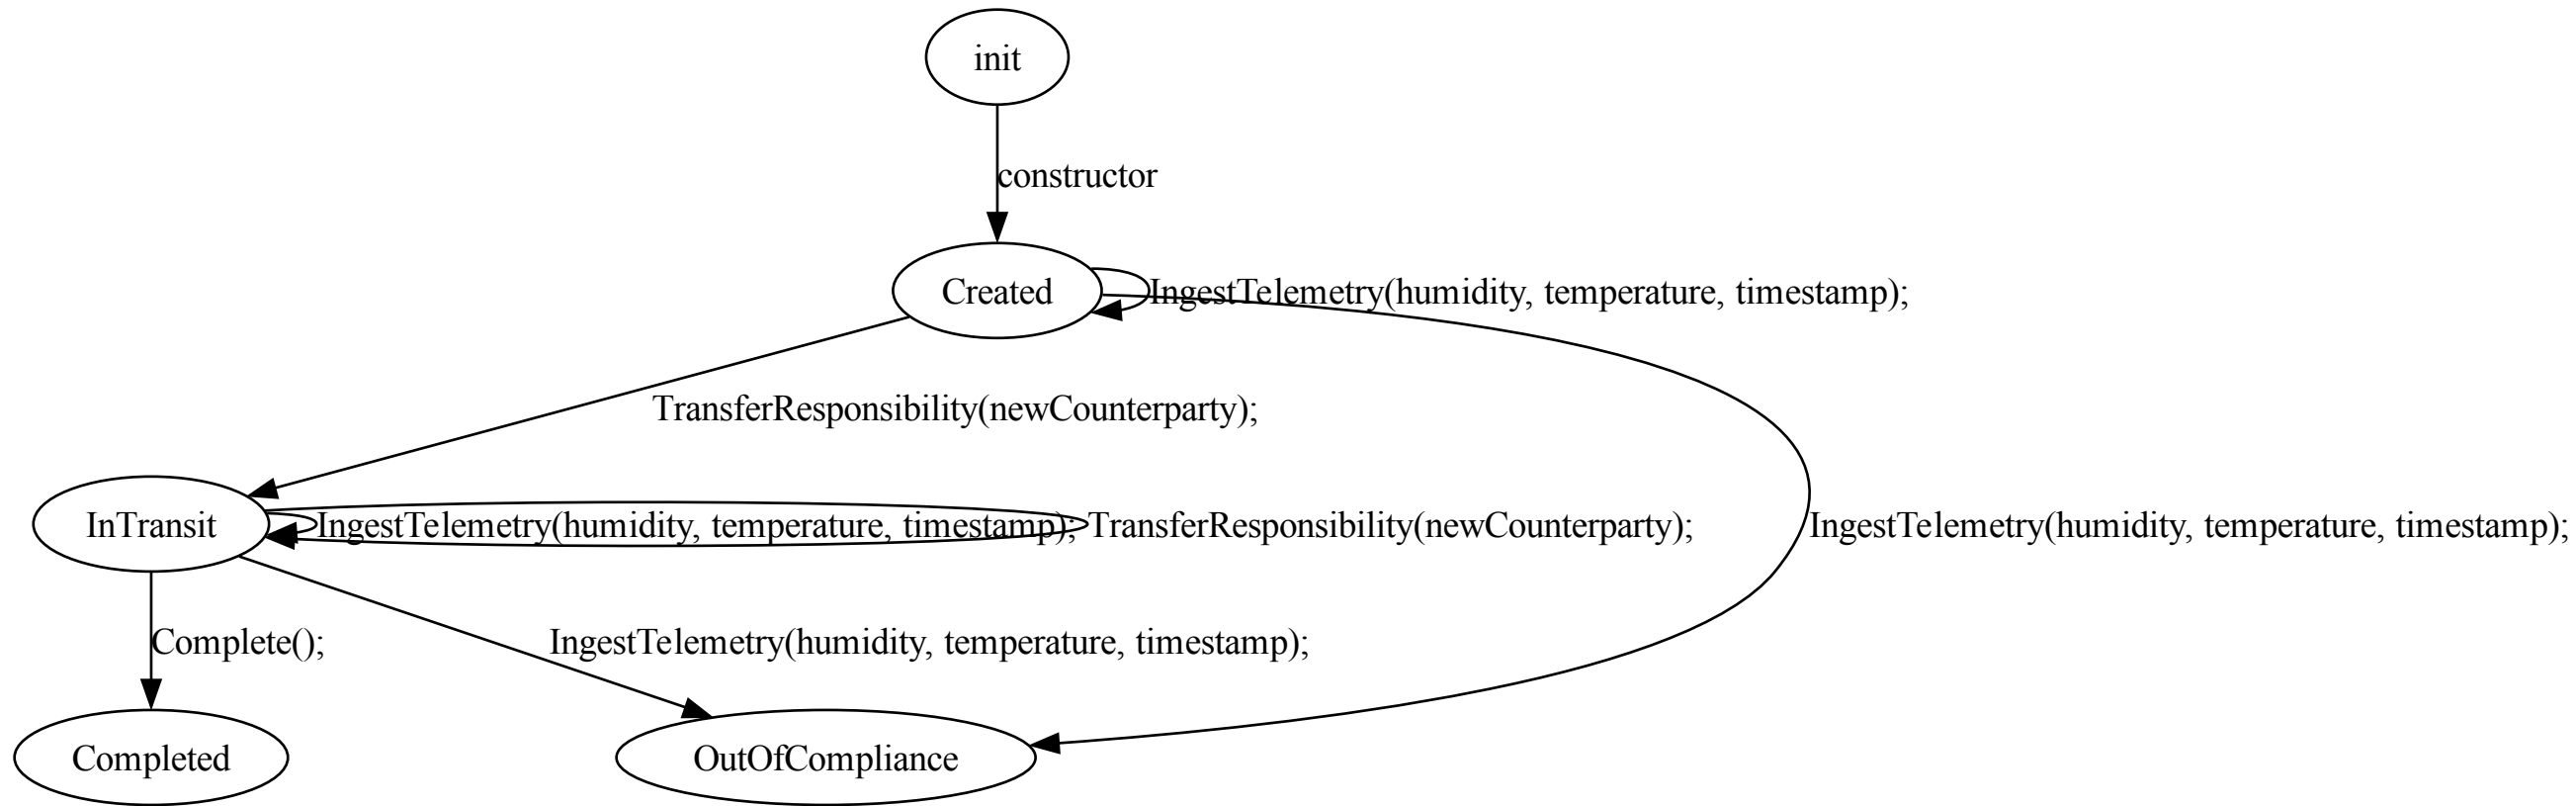 init
constructor
Created
IngestTelemetry(humidity, temperature, timestamp);
TransferResponsibility(newCounterparty);
InTransit
IngestTelemetry(humidity, temperature, timestamp);
TransferResponsibility(newCounterparty);
IngestTelemetry(humidity, temperature, timestamp);
Complete();
IngestTelemetry(humidity, temperature, timestamp);
Completed
OutOfCompliance